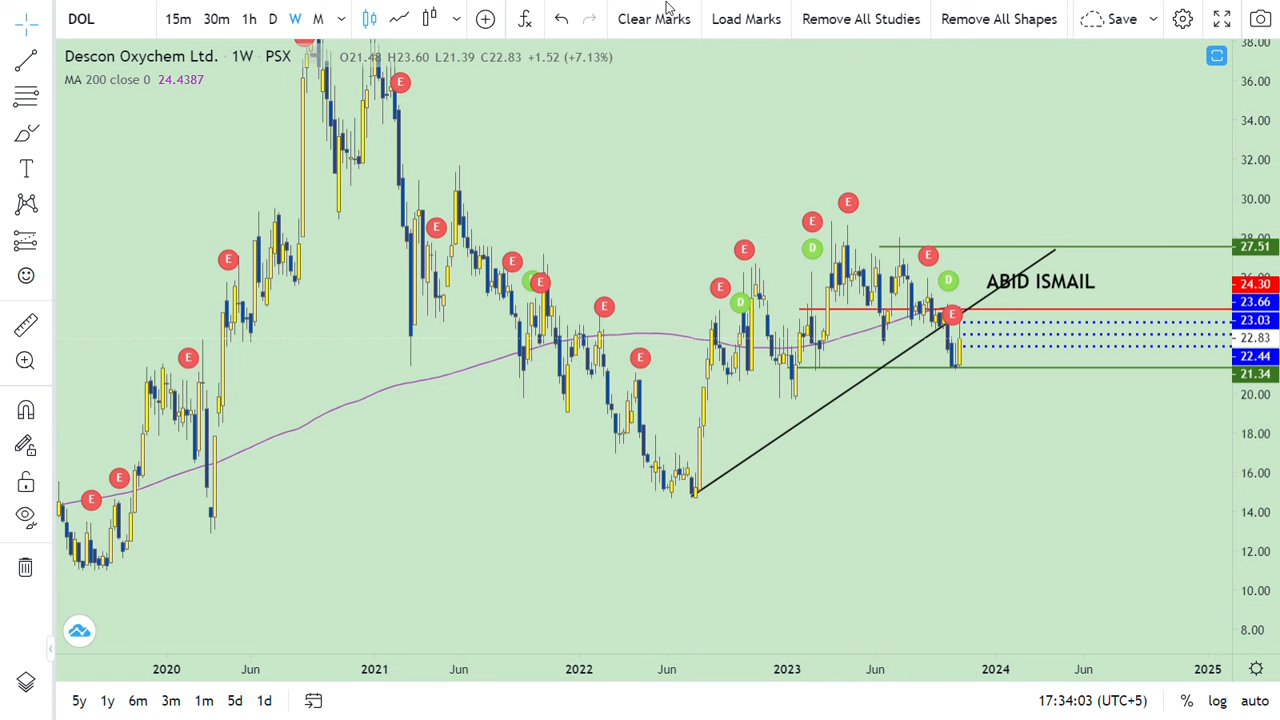 DOL 15m 30m 1h D W M Clear Marks Load Marks Remove All Studies Remove All Shapes Save
Descon Oxychem Ltd. · 1W · PSX O21.48 H23.60 L21.39 C22.83 +1.52 (+7.13%)
MA 200 close 0 24.4387
38.00
36.00
34.00
32.00
30.00
28.00
27.51
24.30
23.66
23.03
22.83
22.44
21.34
20.00
18.00
16.00
14.00
12.00
10.00
8.00
E
E
E
E
E
E
E
E
E
E
E
E
D
E
D
E
E
D
E
E
ABID ISMAIL
2020 Jun 2021 Jun 2022 Jun 2023 Jun 2024 Jun 2025
5y 1y 6m 3m 1m 5d 1d 17:34:03 (UTC+5) % log auto